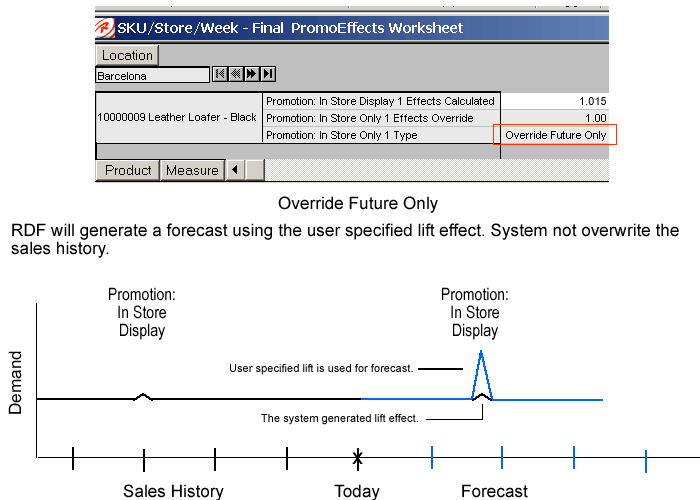 SKU/Store/Week - Final PromoEffects Worksheet
Location
Barcelona
10000009 Leather Loafer - Black
Promotion: In Store Display 1 Effects Calculated
1.015
Promotion: In Store Only 1 Effects Override
1.00
Promotion: In Store Only 1 Type
Override Future Only
Product
Measure
Override Future Only
RDF will generate a forecast using the user specified lift effect. System not overwrite the
sales history.
Promotion:
In Store
Display
Promotion:
In Store
Display
User specified lift is used for forecast.
The system generated lift effect.
Demand
Sales History
Today
Forecast